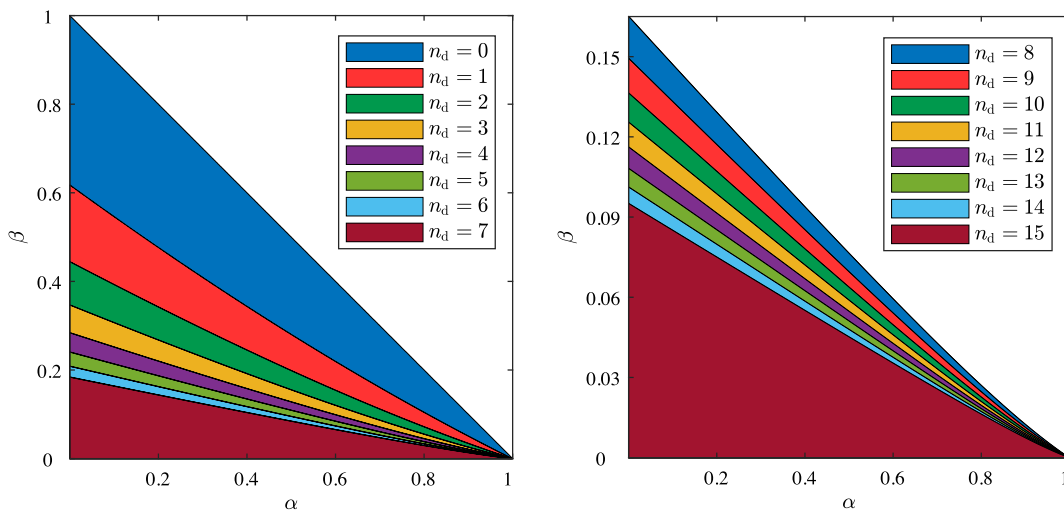 1
0.8
0.6
0.4
0.2
0
β
0.2
0.4
0.6
0.8
1
α
n_d = 0
n_d = 1
n_d = 2
n_d = 3
n_d = 4
n_d = 5
n_d = 6
n_d = 7
0.15
0.12
0.09
0.06
0.03
0
β
0.2
0.4
0.6
0.8
1
α
n_d = 8
n_d = 9
n_d = 10
n_d = 11
n_d = 12
n_d = 13
n_d = 14
n_d = 15